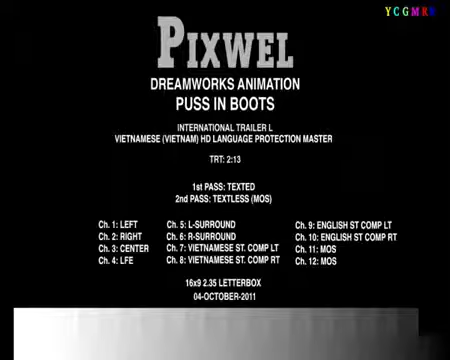 YCGMRB
PIXWEL
DREAMWORKS ANIMATION
PUSS IN BOOTS
INTERNATIONAL TRAILER L
VIETNAMESE (VIETNAM) HD LANGUAGE PROTECTION MASTER
TRT: 2:13
1st PASS: TEXTED
2nd PASS: TEXTLESS (MOS)
Ch. 1: LEFT
Ch. 2: RIGHT
Ch. 3: CENTER
Ch. 4: LFE
Ch. 5: L-SURROUND
Ch. 6: R-SURROUND
Ch. 7: VIETNAMESE ST. COMP LT
Ch. 8: VIETNAMESE ST. COMP RT
Ch. 9: ENGLISH ST COMP LT
Ch. 10: ENGLISH ST COMP RT
Ch. 11: MOS
Ch. 12: MOS
16x9 2.35 LETTERBOX
04-OCTOBER-2011